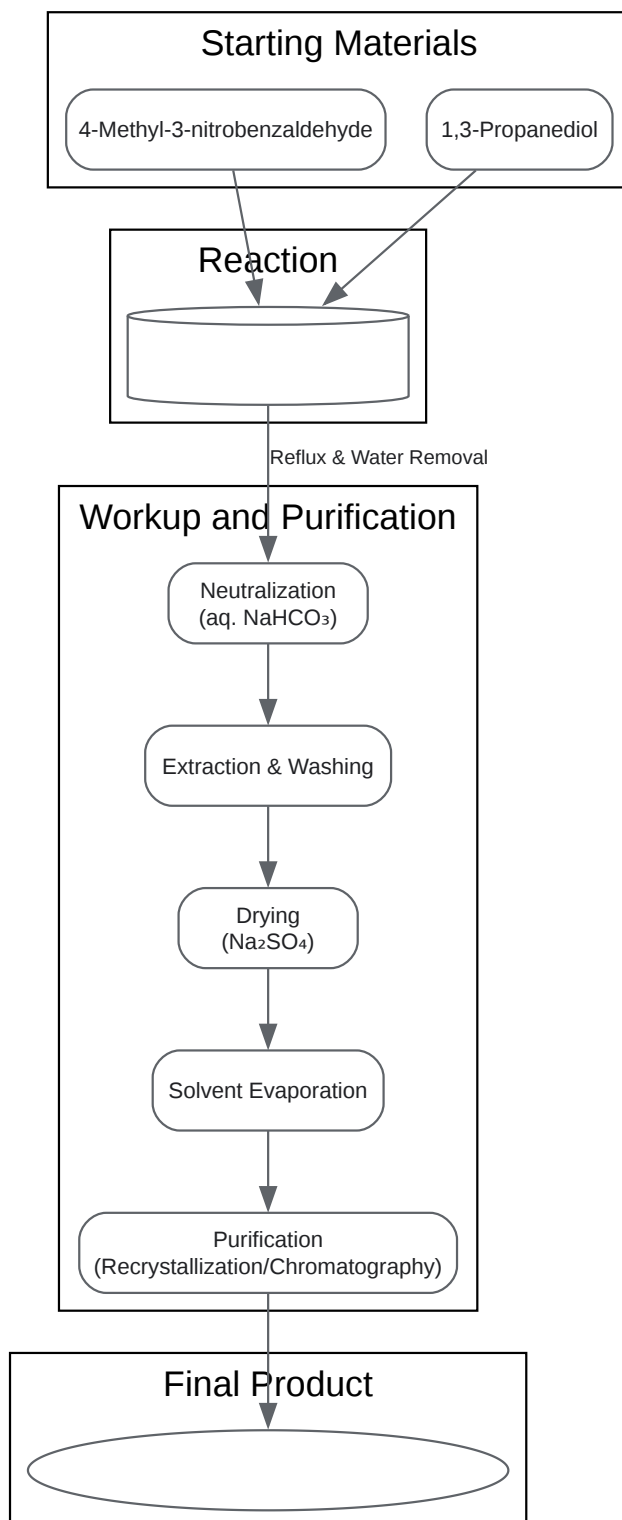 Starting Materials
4-Methyl-3-nitrobenzaldehyde
1,3-Propanediol
Reaction
Reflux & Water Removal
Workup and Purification
Neutralization
(aq. NaHCO₃)
Extraction & Washing
Drying
(Na₂SO₄)
Solvent Evaporation
Purification
(Recrystallization/Chromatography)
Final Product